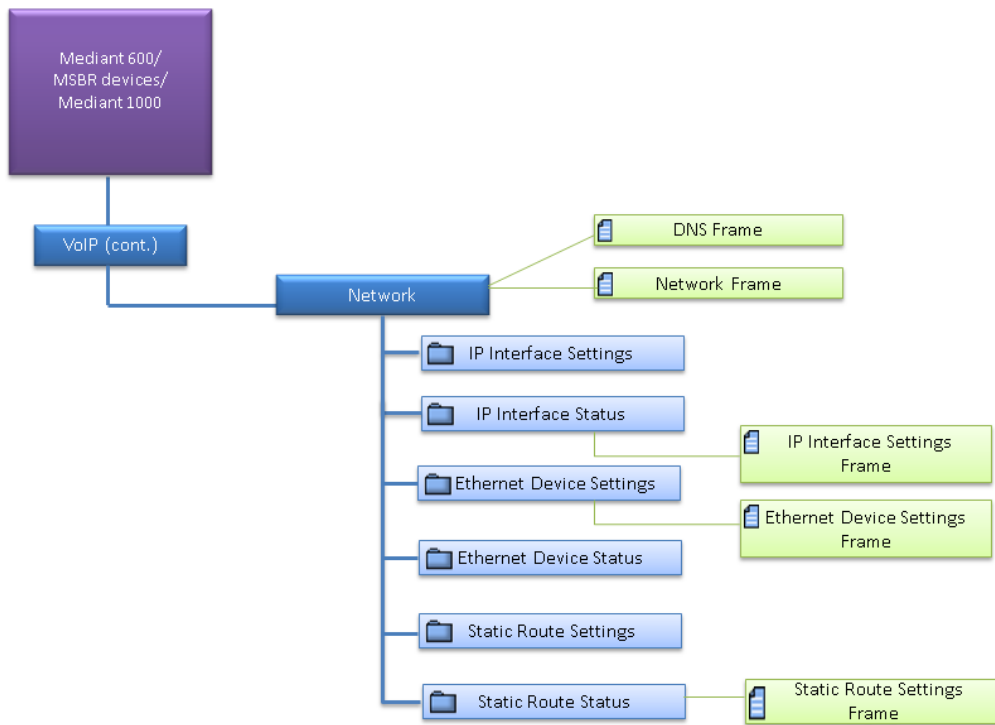 Mediant 600/
MSBR devices/
Mediant 1000
VoIP (cont.)
DNS Frame
Network Frame
Network
IP Interface Settings
IP Interface Status
IP Interface Settings
Frame
Ethernet Device Settings
Ethernet Device Settings
Frame
Ethernet Device Status
Static Route Settings
Static Route Status
Static Route Settings
Frame